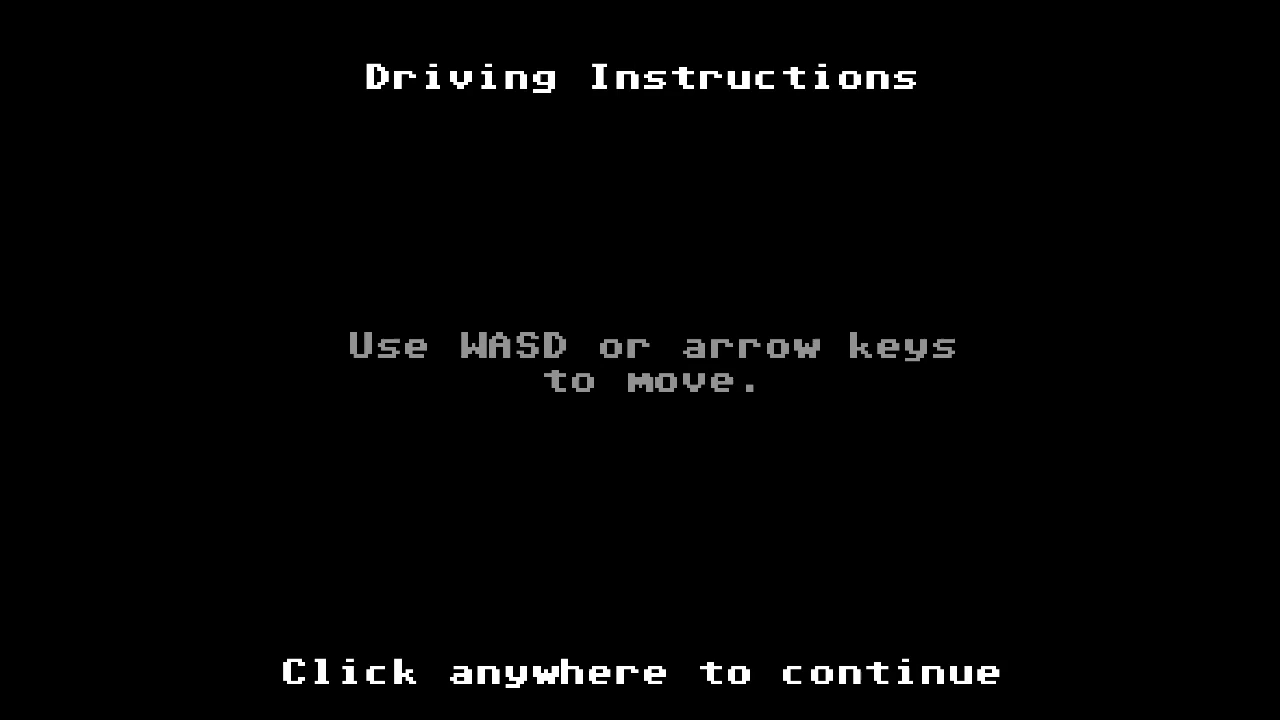 Driving Instructions
Use WASD or arrow keys
to move.
Click anywhere to continue